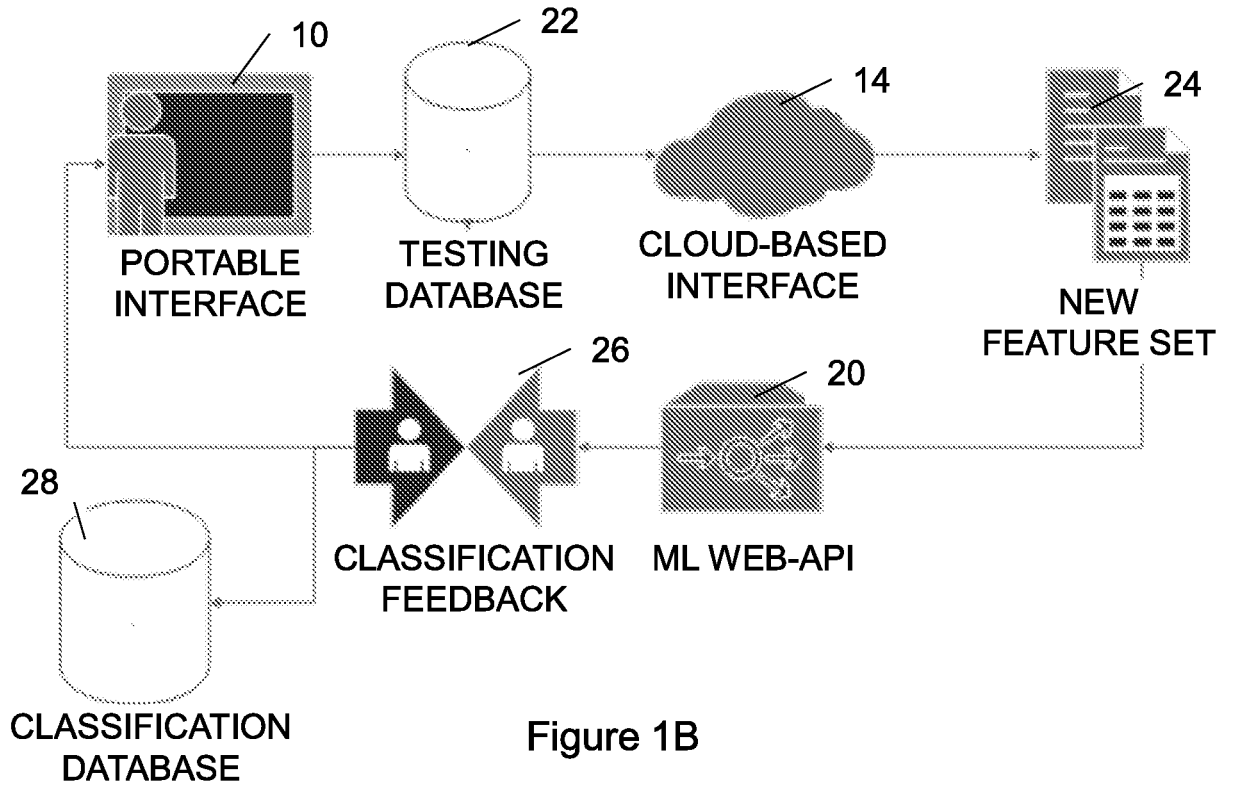 10
22
14
24
PORTABLE
INTERFACE
TESTING
DATABASE
CLOUD-BASED
INTERFACE
NEW
FEATURE SET
26
20
28
CLASSIFICATION
FEEDBACK
ML WEB-API
CLASSIFICATION
DATABASE
Figure 1B